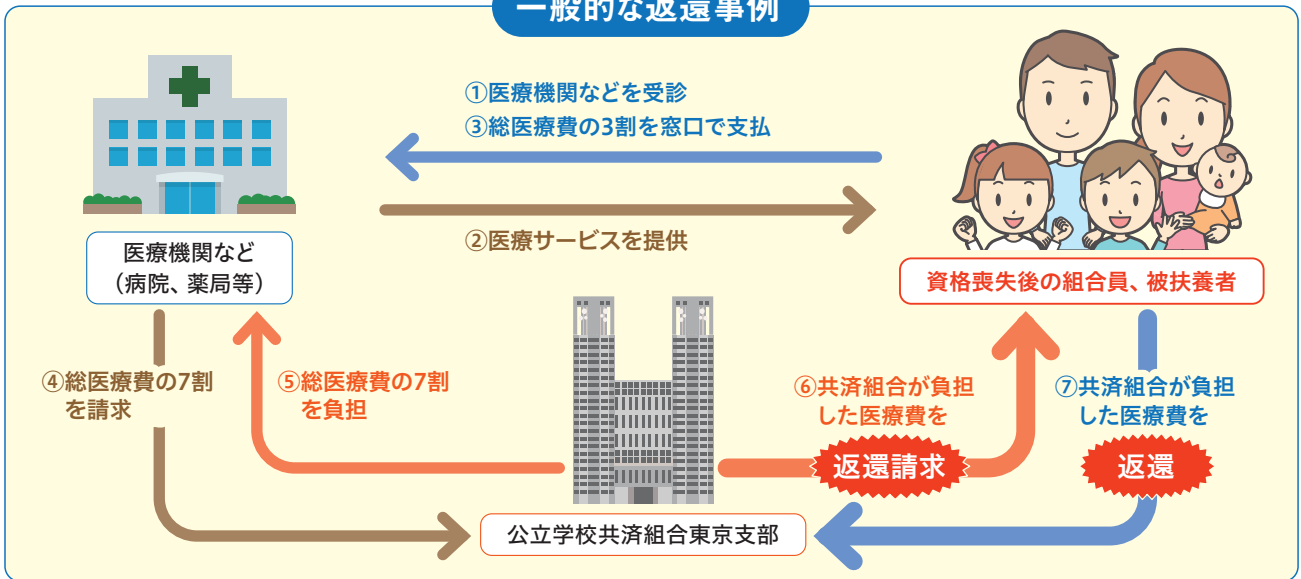 一般的な返還事例
①医療機関などを受診
③総医療費の3割を窓口で支払
②医療サービスを提供
医療機関など
（病院、薬局等）
資格喪失後の組合員、被扶養者
④総医療費の7割
を請求
⑤総医療費の7割
を負担
⑥共済組合が負担
した医療費を
返還請求
⑦共済組合が負担
した医療費を
返還
公立学校共済組合東京支部